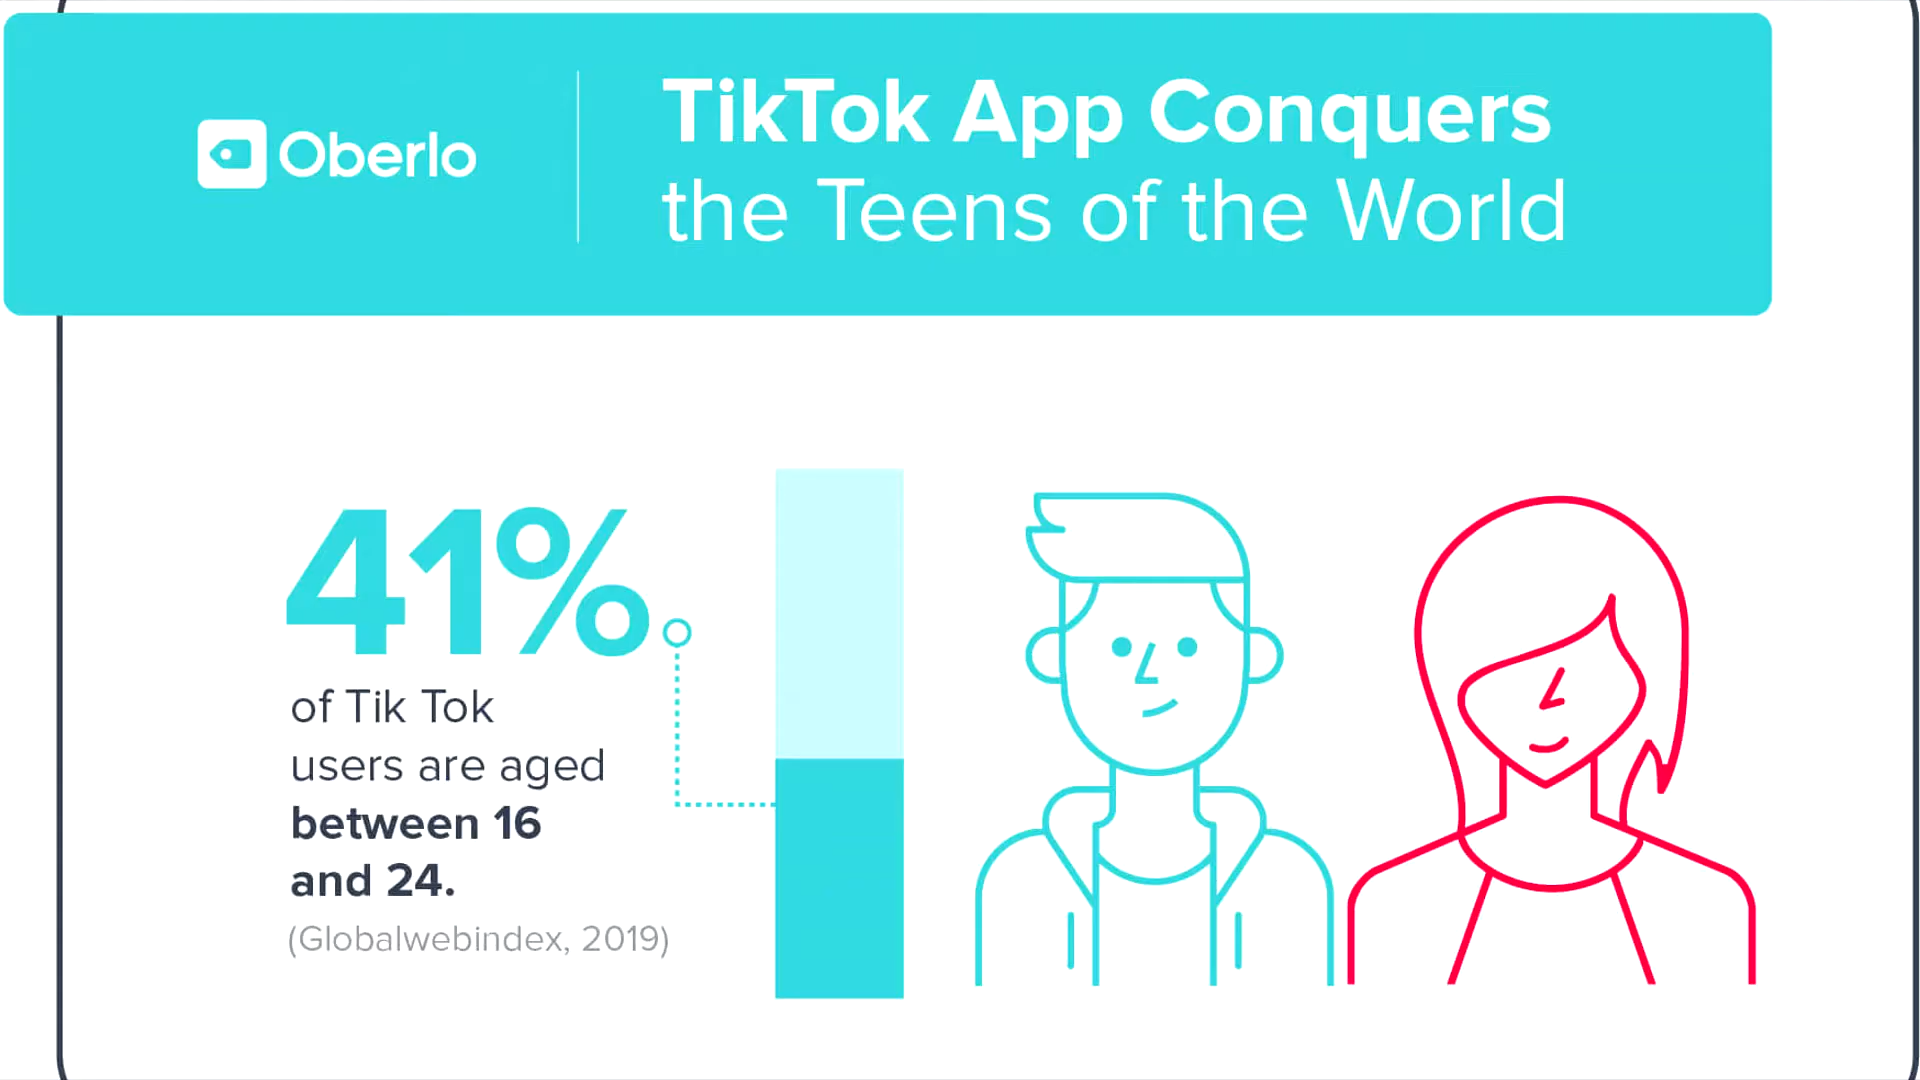 Oberlo
TikTok App Conquers
the Teens of the World
41%
of Tik Tok
users are aged
between 16
and 24.
(Globalwebindex, 2019)